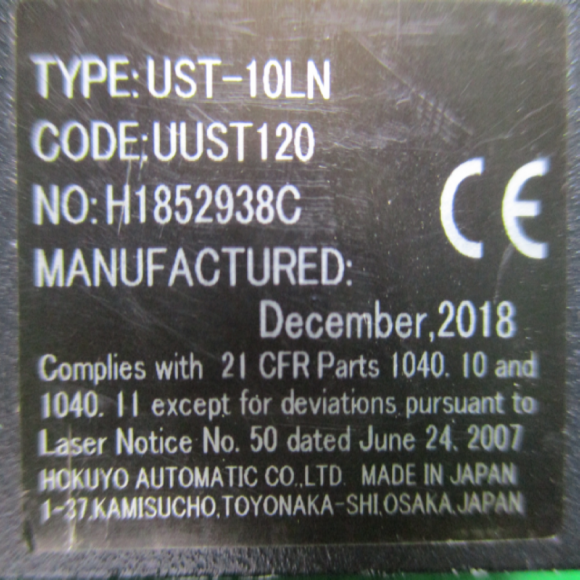 TYPE: UST-10LN
CODE:UUST120
NO: H1852938C
CE
MANUFACTURED:
December,2018
Complies with 21 CFR Parts 1040. 10 and
1040. 11 except for deviations pursuant to
Laser Notice No. 50 dated June 24. 2007
HOKUYO AUTOMATIC CO.,LTD. MADE IN JAPAN
1-37,KAMISUCHO,TOYONAKA-SHI,OSAKA,JAPAN